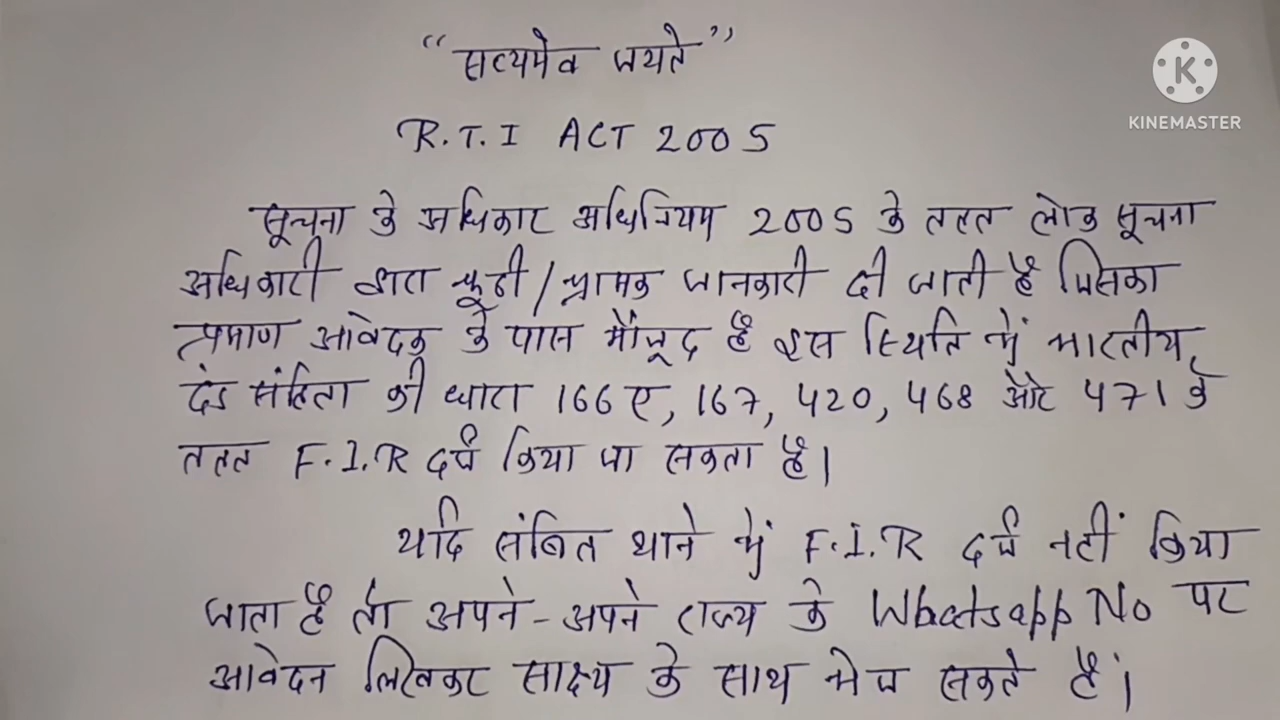 "सत्यमेव जयते"
KINEMASTER
R.T.I ACT 2005
सूचना के अधिकार अधिनियम 2005 के तहत लोक सूचना
अधिकारी द्वारा झूठी/भ्रामक जानकारी दी जाती है जिसका
प्रमाण आवेदक के पास मौजूद है इस स्थिति में भारतीय
दंड संहिता की धारा 166ए, 167, 420, 468 और 471 के
तहत F.I.R दर्ज किया जा सकता है।
यदि संबित थाने में F.I.R दर्ज नहीं किया
जाता है तो अपने-अपने राज्य के Whatsapp No पर
आवेदन लिखकर साक्ष्य के साथ भेज सकते हैं।